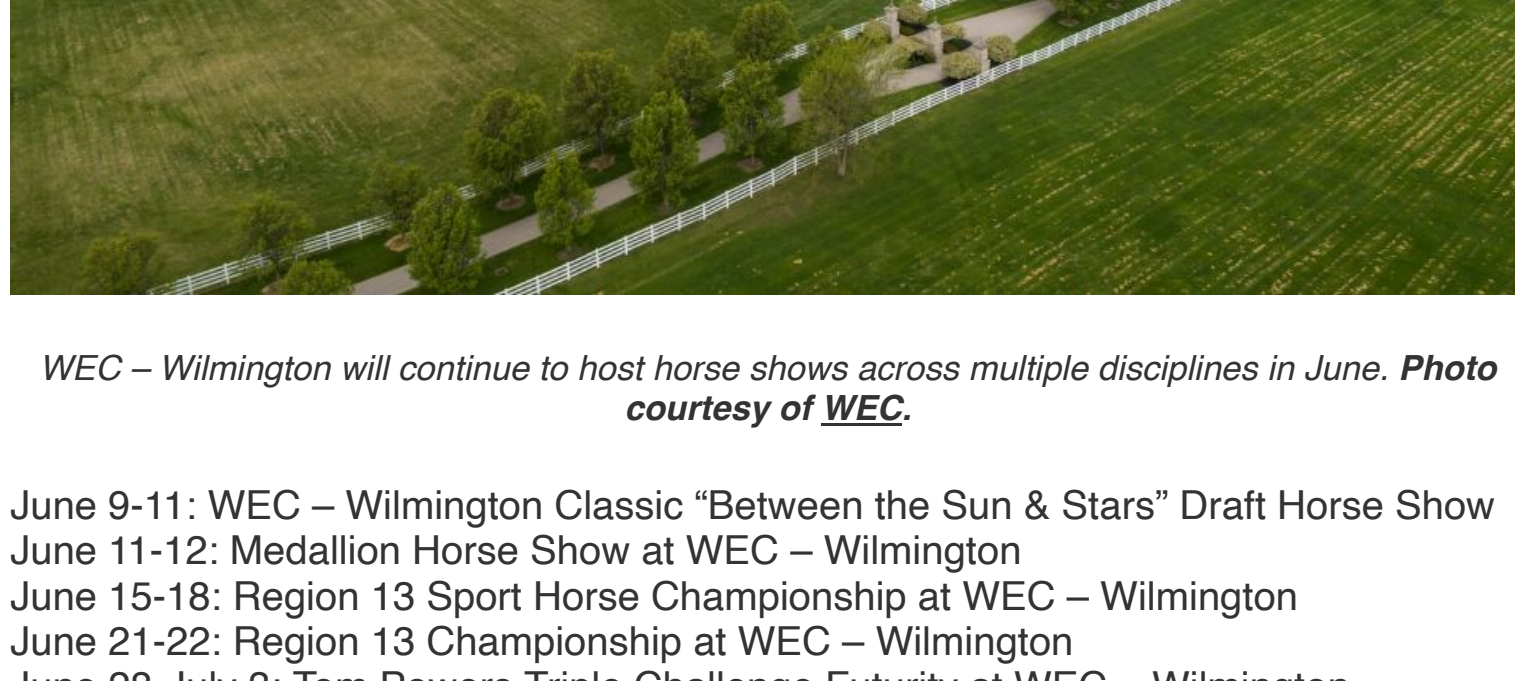 WEC – Wilmington will continue to host horse shows across multiple disciplines in June. Photo
courtesy of WEC.
June 9-11: WEC – Wilmington Classic “Between the Sun & Stars” Draft Horse Show
June 11-12: Medallion Horse Show at WEC – Wilmington
June 15-18: Region 13 Sport Horse Championship at WEC – Wilmington
June 21-22: Region 13 Championship at WEC – Wilmington
June 28-July 3: Tom Powers Triple Challenge Futurity at WEC – Wilmington